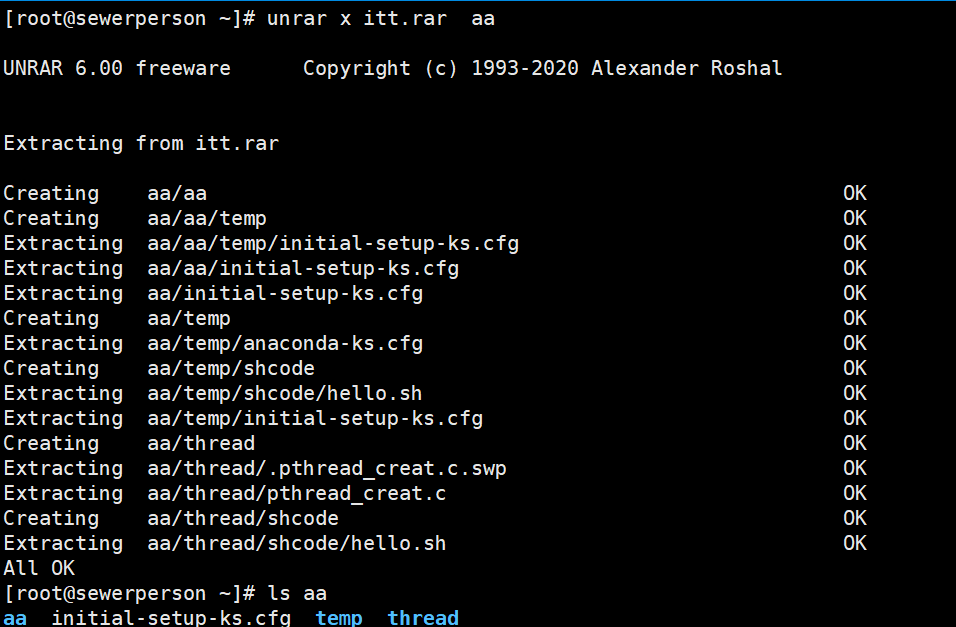 [root@sewerperson ~]# unrar x itt.rar  aa
UNRAR 6.00 freeware      Copyright (c) 1993-2020 Alexander Roshal
Extracting from itt.rar
Creating    aa/aa                                                     OK
Creating    aa/aa/temp                                                OK
Extracting  aa/aa/temp/initial-setup-ks.cfg                           OK
Extracting  aa/aa/initial-setup-ks.cfg                                OK
Extracting  aa/initial-setup-ks.cfg                                   OK
Creating    aa/temp                                                   OK
Extracting  aa/temp/anaconda-ks.cfg                                   OK
Creating    aa/temp/shcode                                            OK
Extracting  aa/temp/shcode/hello.sh                                   OK
Extracting  aa/temp/initial-setup-ks.cfg                              OK
Creating    aa/thread                                                 OK
Extracting  aa/thread/.pthread_creat.c.swp                            OK
Extracting  aa/thread/pthread_creat.c                                 OK
Creating    aa/thread/shcode                                          OK
Extracting  aa/thread/shcode/hello.sh                                 OK
All OK
[root@sewerperson ~]# ls aa
aa  initial-setup-ks.cfg  temp  thread